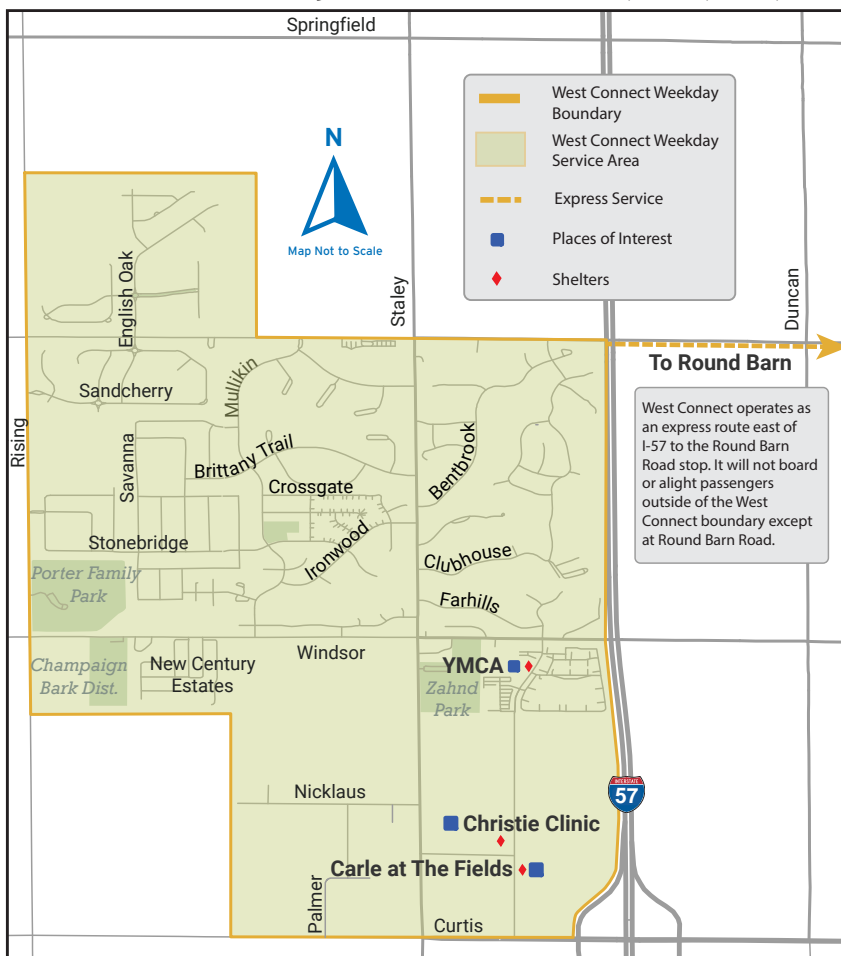 Springfield
West Connect Weekday
Boundary
West Connect Weekday
Service Area
Express Service
Places of Interest
Shelters
N
Map Not to Scale
English Oak
Staley
Duncan
To Round Barn
Sandcherry
Mullikin
Rising
West Connect operates as
an express route east of
I-57 to the Round Barn
Road stop. It will not board
or alight passengers
outside of the West
Connect boundary except
at Round Barn Road.
Savanna
Brittany Trail
Bentbrook
Crossgate
Stonebridge
Ironwood
Clubhouse
Porter Family
Park
Farhills
Windsor
Champaign
Bark Dist.
New Century
Estates
YMCA
Zahnd
Park
INTERSTATE
57
Nicklaus
Christie Clinic
Carle at The Fields
Palmer
Curtis